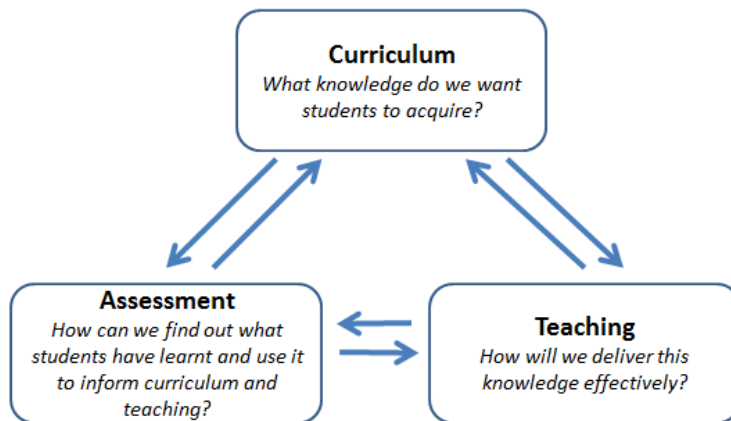 Curriculum
What knowledge do we want
students to acquire?
Assessment
How can we find out what
students have learnt and use it
to inform curriculum and
teaching?
Teaching
How will we deliver this
knowledge effectively?